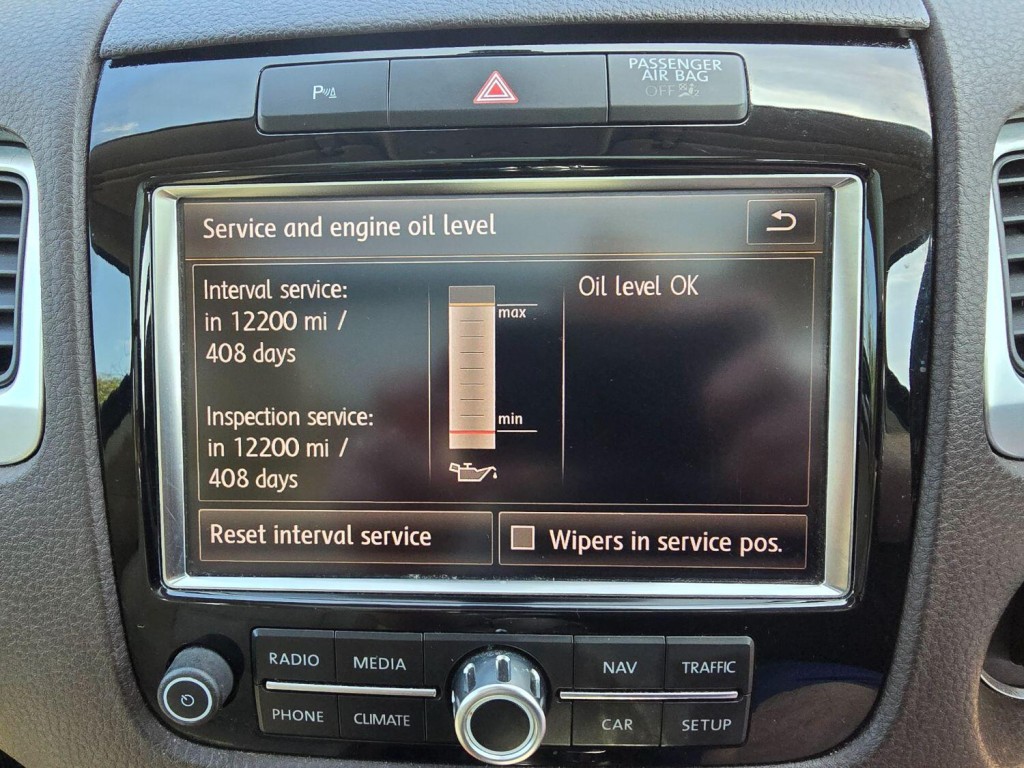 P
PASSENGER
AIR BAG
OFF
Service and engine oil level
Interval service:
in 12200 mi /
408 days
Inspection service:
in 12200 mi /
408 days
max
min
Oil level OK
Reset interval service
Wipers in service pos.
RADIO MEDIA NAV TRAFFIC
PHONE CLIMATE CAR SETUP